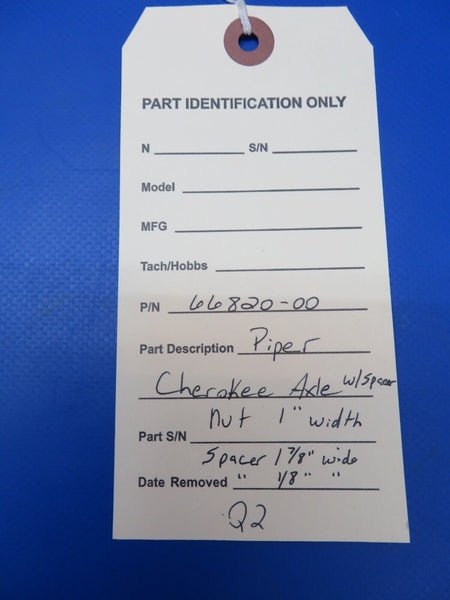 PART IDENTIFICATION ONLY
N S/N
Model
MFG
Tach/Hobbs
P/N 66820-00
Part Description Piper
Cherokee Axle w/spacer
nut 1" width
Part S/N
Spacer 1 7/8" wide
Date Removed " 1/8" "
Q2